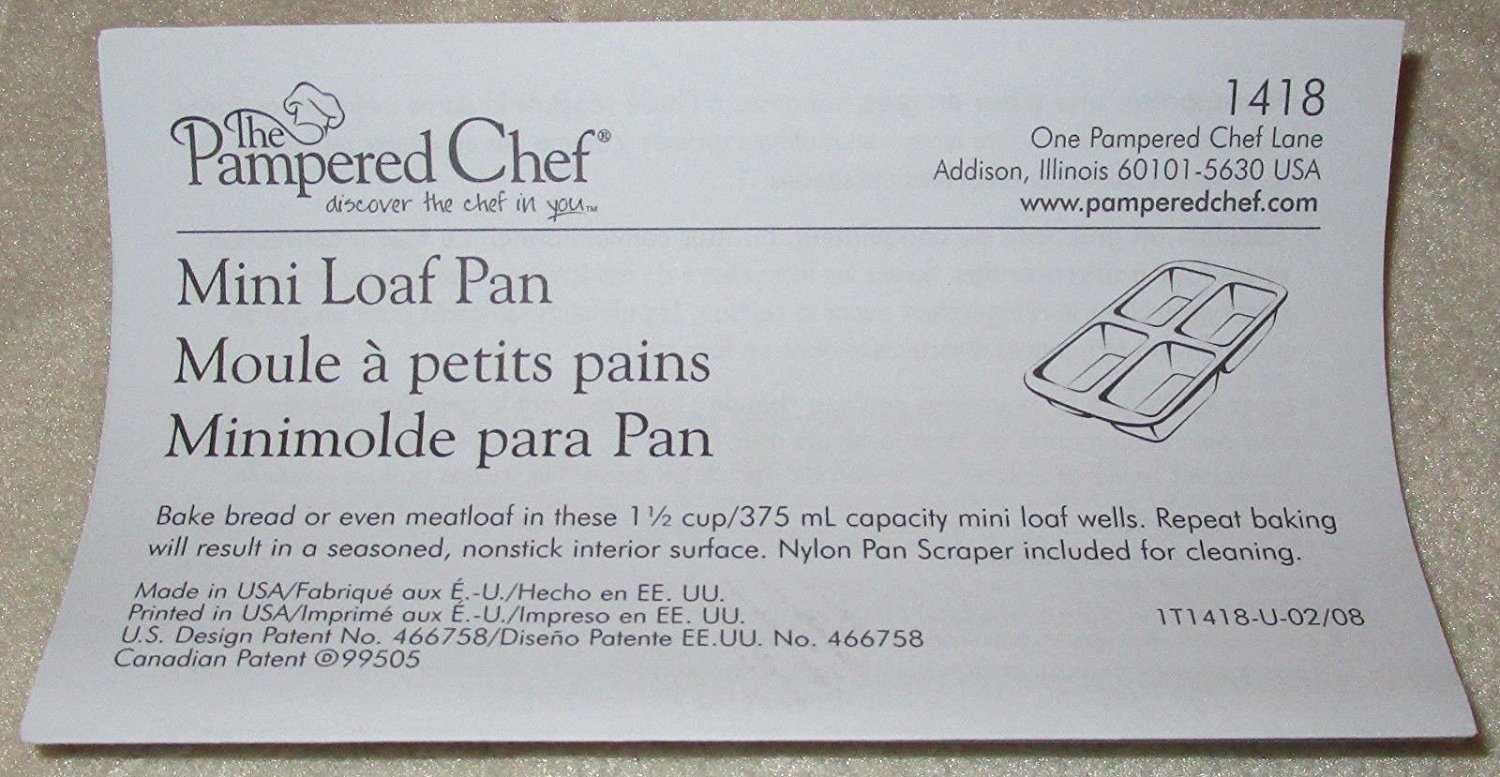 The
Pampered Chef®
discover the chef in you™
1418
One Pampered Chef Lane
Addison, Illinois 60101-5630 USA
www.pamperedchef.com
Mini Loaf Pan
Moule à petits pains
Minimolde para Pan
Bake bread or even meatloaf in these 1 ½ cup/375 mL capacity mini loaf wells. Repeat baking
will result in a seasoned, nonstick interior surface. Nylon Pan Scraper included for cleaning.
Made in USA/Fabriqué aux É.-U./Hecho en EE. UU.
Printed in USA/Imprimé aux É.-U./Impreso en EE. UU.
U.S. Design Patent No. 466758/Diseño Patente EE.UU. No. 466758
Canadian Patent Ⓓ99505
1T1418-U-02/08